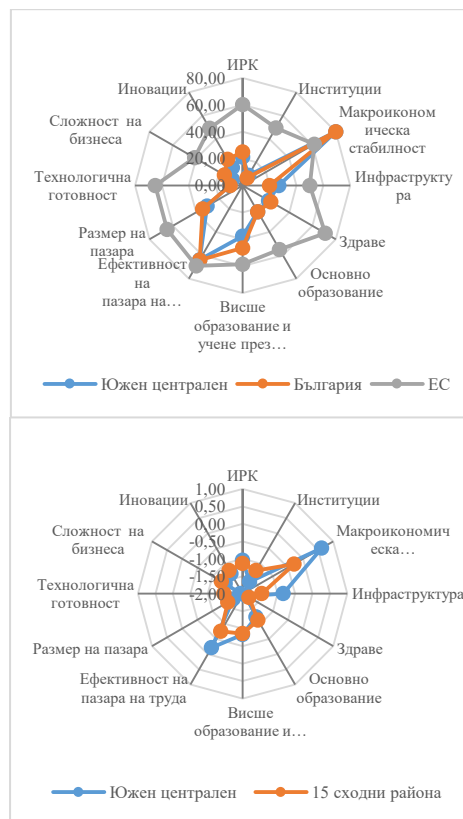 ИРК
80,00
60,00
40,00
20,00
0,00
Институции
Макроиконом
ическа
стабилност
Инфраструкту
ра
Здраве
Основно
образование
Висше
образование и
учене през…
Ефективност
на
пазара на…
Размер на
пазара
Технологична
готовност
Сложност на
бизнеса
Иновации
Южен централен
България
ЕС
ИРК
1,00
0,50
0,00
-0,50
-1,00
-1,50
-2,00
Институции
Макроикономич
еска…
Инфраструктура
Здраве
Основно
образование
Висше
образование и…
Ефективност на
пазара на труда
Размер на пазара
Технологична
готовност
Сложност на
бизнеса
Иновации
Южен централен
15 сходни района